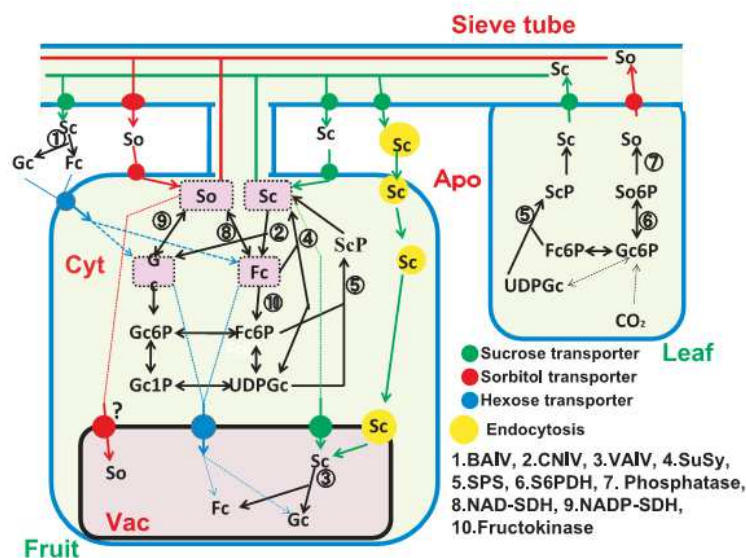 Sieve tube
So
Sc
① Sc
Gc Fc
So
Sc
Sc
Sc
So
Apo
Sc
So
⑦
So
Sc
Sc
ScP
So6P
⑨
⑧
②
④
ScP
⑤
⑥
Cyt
G
c
Fc
Sc
Fc6P
Gc6P
⑩
⑤
UDPGc
Gc6P
Fc6P
CO₂
Leaf
Gc1P
UDPGc
Sucrose transporter
Sorbitol transporter
Hexose transporter
?
Sc
Endocytosis
So
Sc
③
Fc
Gc
Vac
Fruit
1.BAIV, 2.CNIV, 3.VAIV, 4.SuSy,
5.SPS, 6.S6PDH, 7. Phosphatase,
8.NAD-SDH, 9.NADP-SDH,
10.Fructokinase